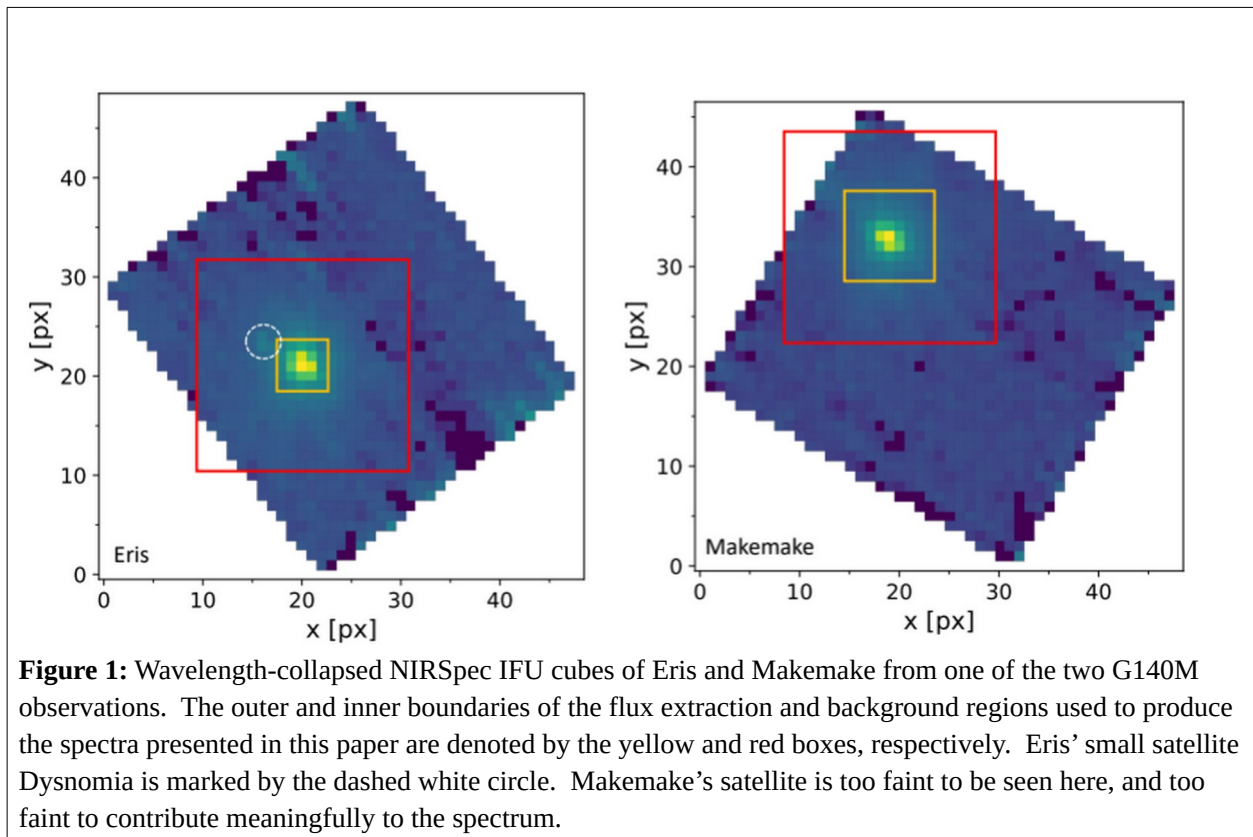 40
30
20
10
0
y [px]
Eris
0 10 20 30 40
x [px]
40
30
20
10
0
y [px]
Makemake
0 10 20 30 40
x [px]
Figure 1: Wavelength-collapsed NIRSpec IFU cubes of Eris and Makemake from one of the two G140M
observations. The outer and inner boundaries of the flux extraction and background regions used to produce
the spectra presented in this paper are denoted by the yellow and red boxes, respectively. Eris' small satellite
Dysnomia is marked by the dashed white circle. Makemake's satellite is too faint to be seen here, and too
faint to contribute meaningfully to the spectrum.